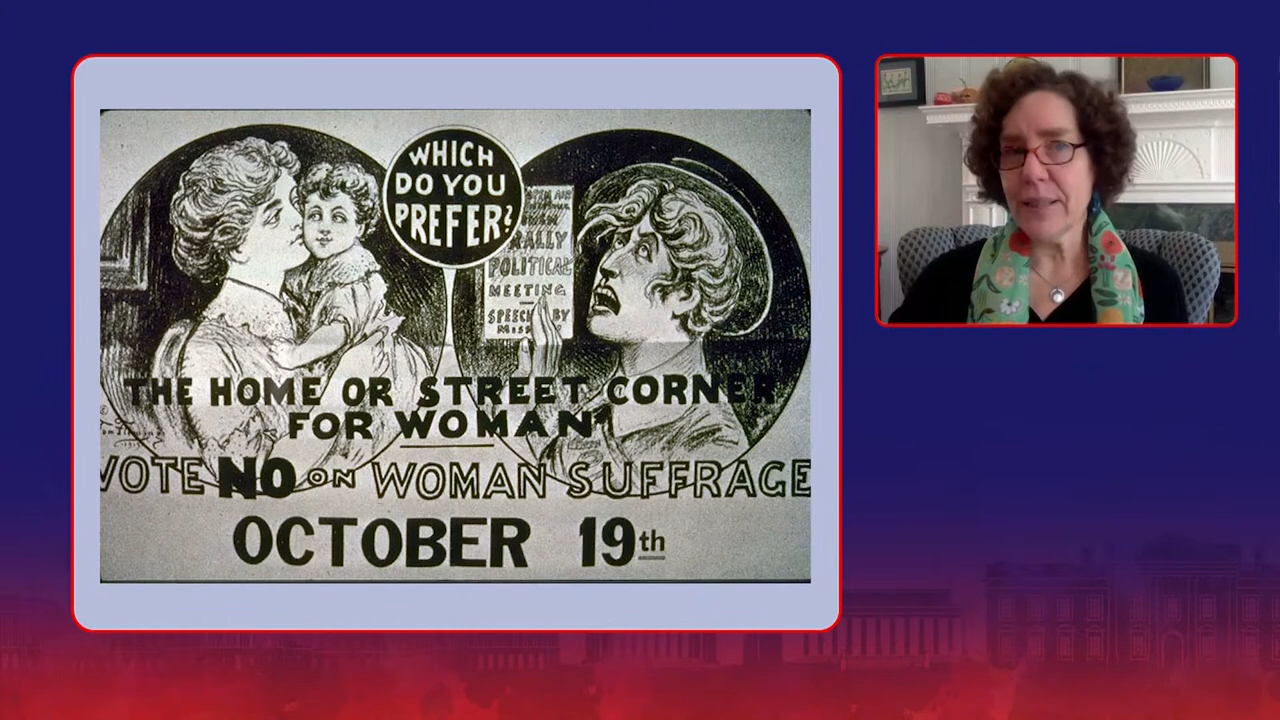 WHICH
DO YOU
PREFER?
RALLY
POLITICAL
MEETING
SPEECH BY
MISS
THE HOME OR STREET CORNER
FOR WOMAN
VOTE NO ON WOMAN SUFFRAGE
OCTOBER 19th